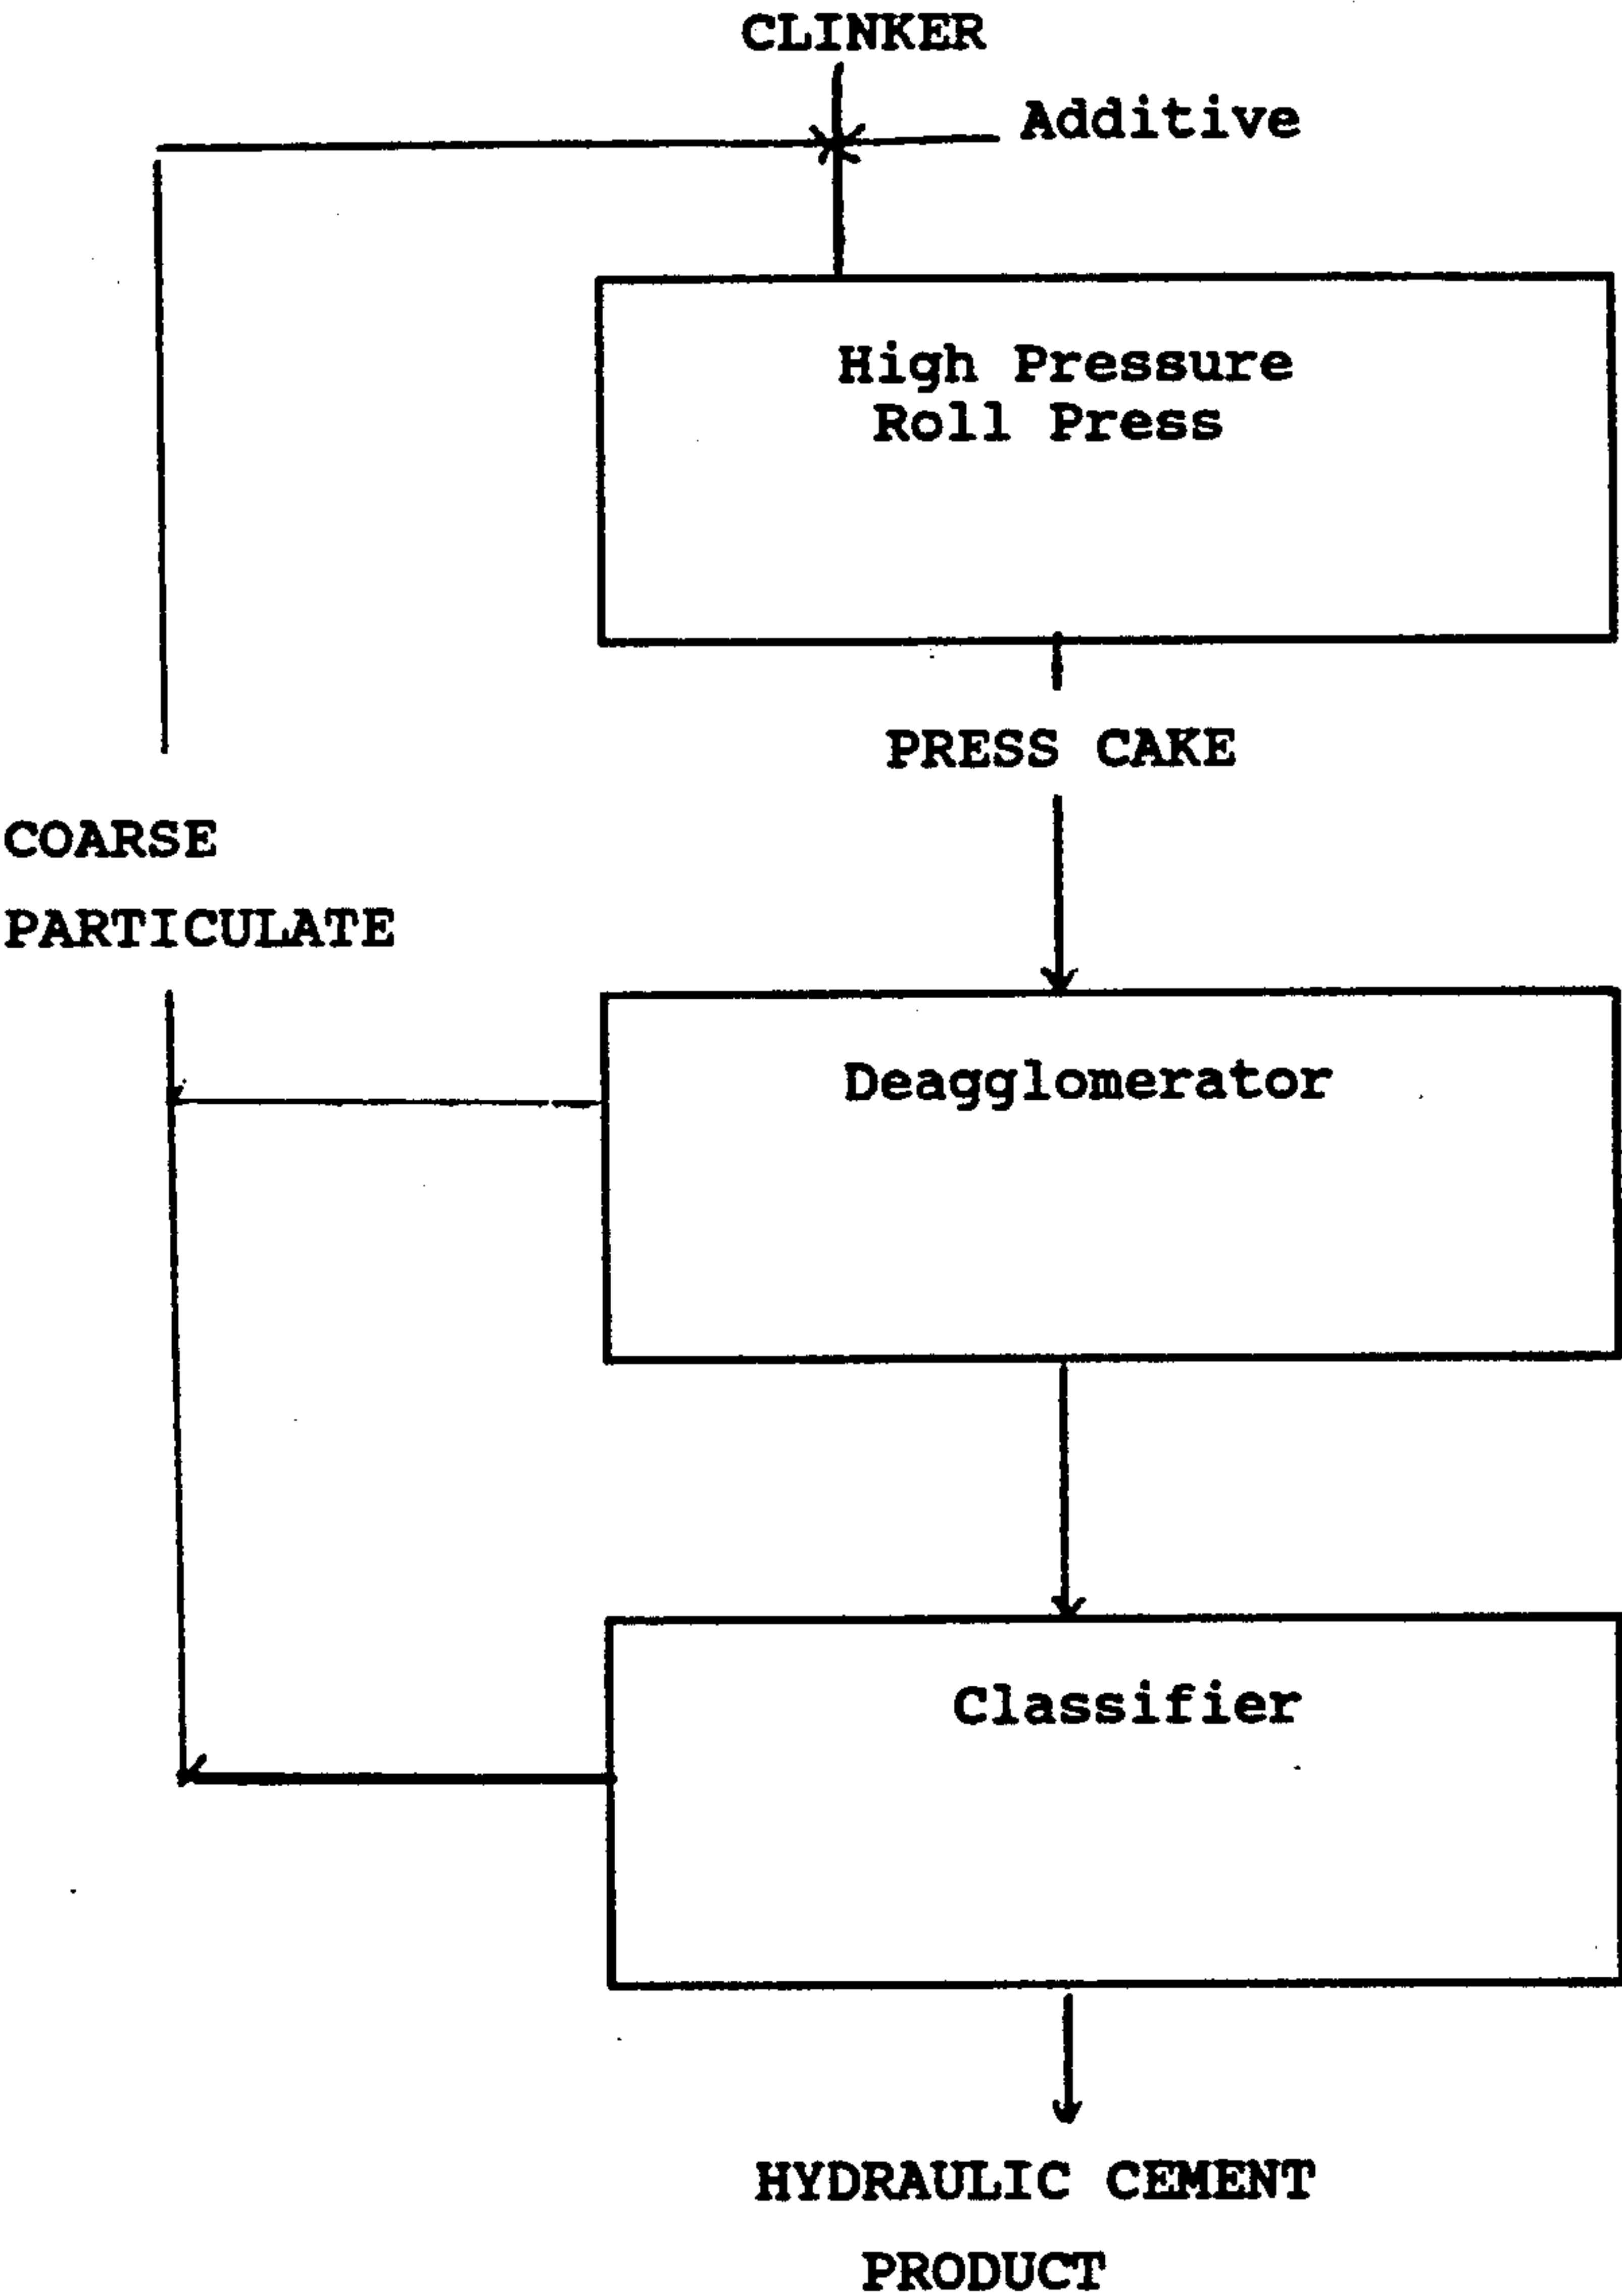 CLINKER
Additive
High Pressure
Roll Press
PRESS CAKE
COARSE
PARTICULATE
Deagglomerator
Classifier
HYDRAULIC CEMENT
PRODUCT